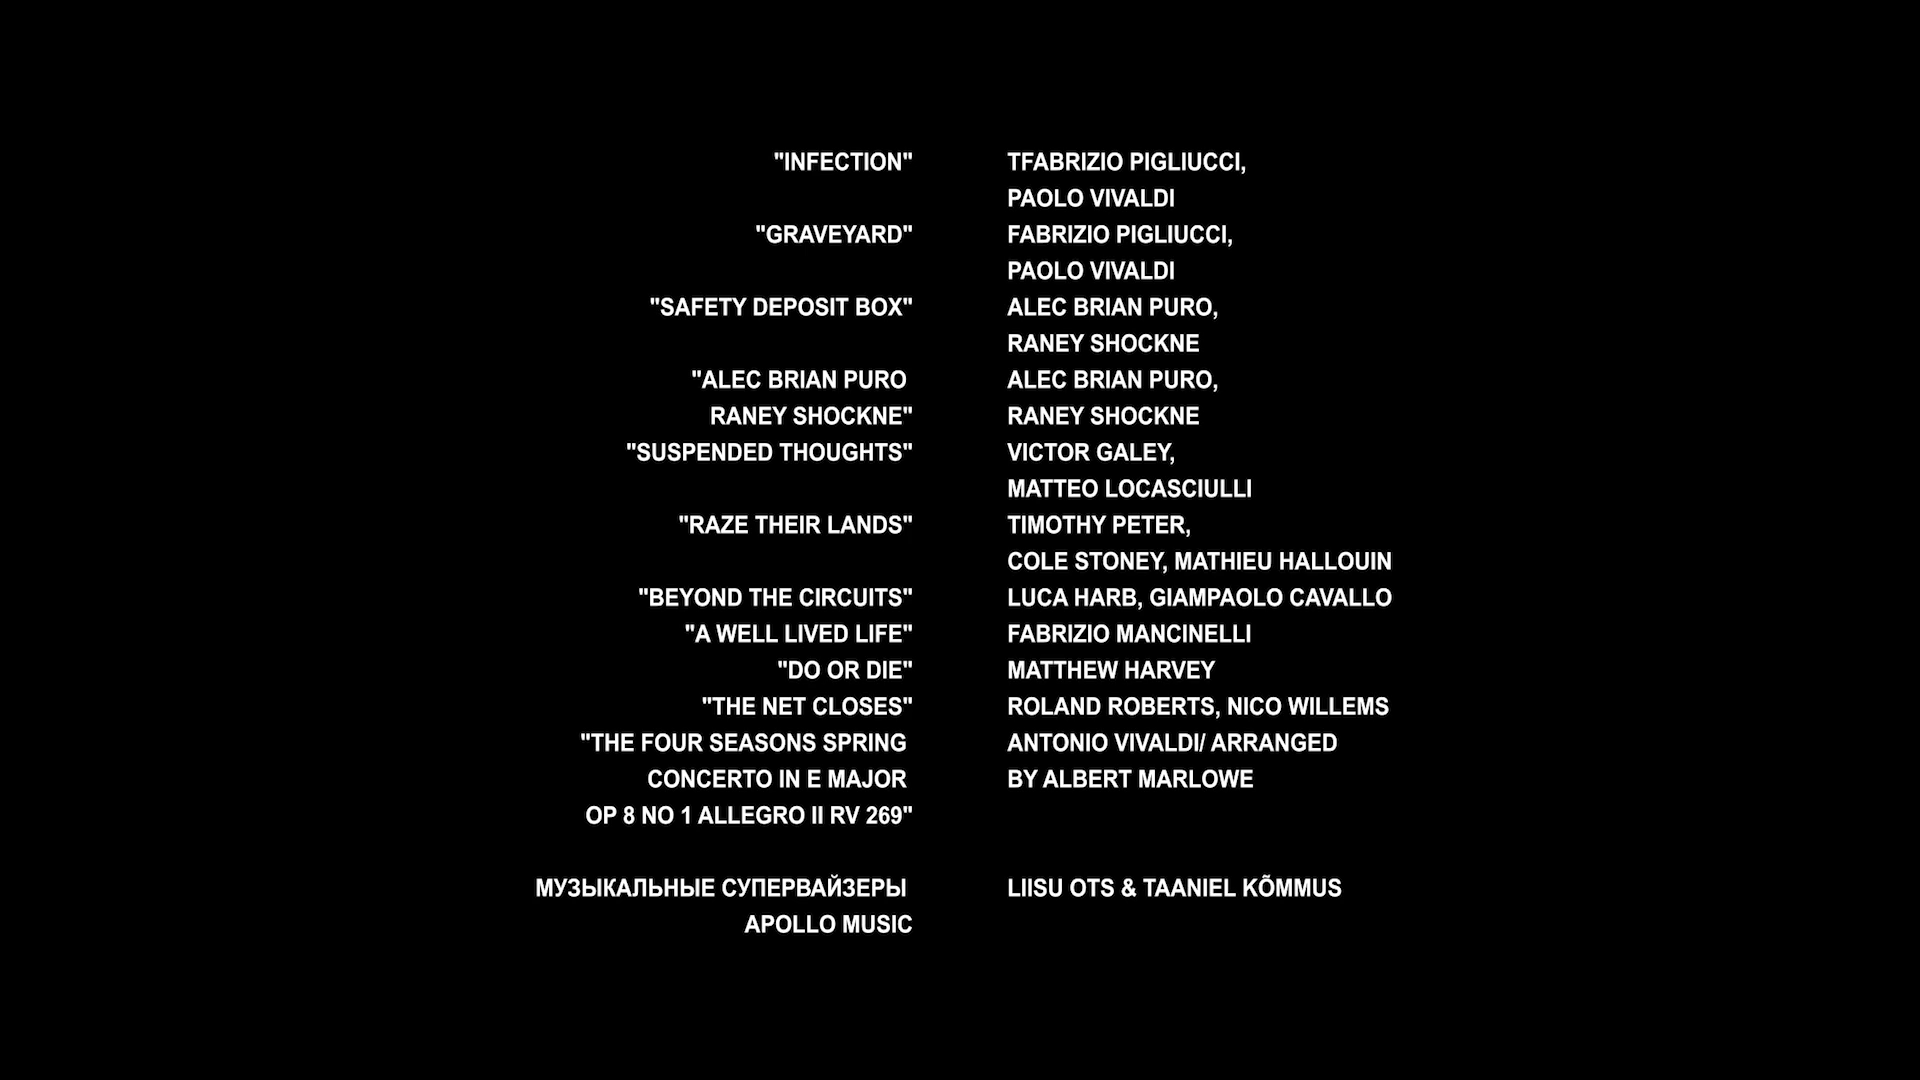 "INFECTION" TFABRIZIO PIGLIUCCI,
PAOLO VIVALDI
"GRAVEYARD" FABRIZIO PIGLIUCCI,
PAOLO VIVALDI
"SAFETY DEPOSIT BOX" ALEC BRIAN PURO,
RANEY SHOCKNE
"ALEC BRIAN PURO ALEC BRIAN PURO,
RANEY SHOCKNE" RANEY SHOCKNE
"SUSPENDED THOUGHTS" VICTOR GALEY,
MATTEO LOCASCIULLI
"RAZE THEIR LANDS" TIMOTHY PETER,
COLE STONEY, MATHIEU HALLOUIN
"BEYOND THE CIRCUITS" LUCA HARB, GIAMPAOLO CAVALLO
"A WELL LIVED LIFE" FABRIZIO MANCINELLI
"DO OR DIE" MATTHEW HARVEY
"THE NET CLOSES" ROLAND ROBERTS, NICO WILLEMS
"THE FOUR SEASONS SPRING ANTONIO VIVALDI/ ARRANGED
CONCERTO IN E MAJOR BY ALBERT MARLOWE
OP 8 NO 1 ALLEGRO II RV 269"
МУЗЫКАЛЬНЫЕ СУПЕРВАЙЗЕРЫ LIISU OTS & TAANIEL KÕMMUS
APOLLO MUSIC